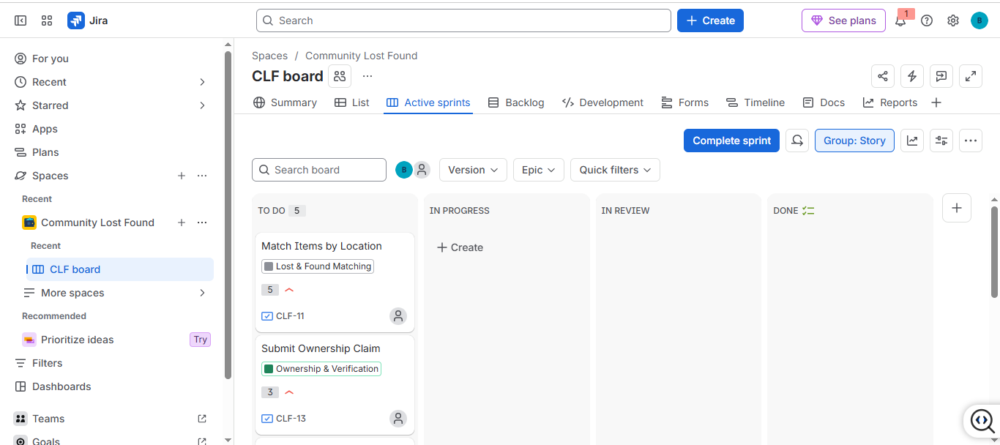 Jira
Search
Create
See plans
1
B
For you
Recent
Starred
Apps
Plans
Spaces
Recent
Community Lost Found
Recent
CLF board
More spaces
Recommended
Prioritize ideas
Try
Filters
Dashboards
Teams
Goals
Spaces / Community Lost Found
CLF board
Summary
List
Active sprints
Backlog
Development
Forms
Timeline
Docs
Reports
Complete sprint
Group: Story
Search board
B
Version
Epic
Quick filters
TO DO 5
Match Items by Location
Lost & Found Matching
5
CLF-11
Submit Ownership Claim
Ownership & Verification
3
CLF-13
IN PROGRESS
Create
IN REVIEW
DONE